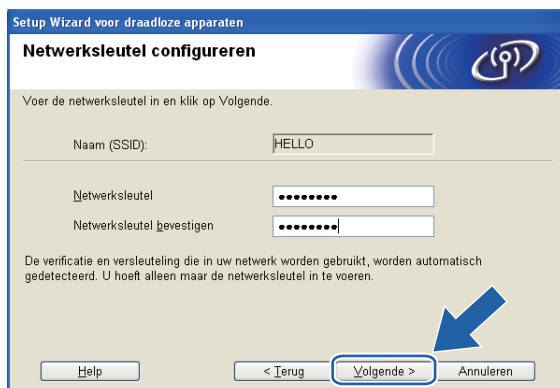 Setup Wizard voor draadloze apparaten
Netwerksleutel configureren
Voer de netwerksleutel in en klik op Volgende.
Naam (SSID): HELLO
Netwerksleutel ●●●●●●●●
Netwerksleutel bevestigen ●●●●●●●●
De verificatie en versleuteling die in uw netwerk worden gebruikt, worden automatisch
gedetecteerd. U hoeft alleen maar de netwerksleutel in te voeren.
Help < Terug Volgende > Annuleren